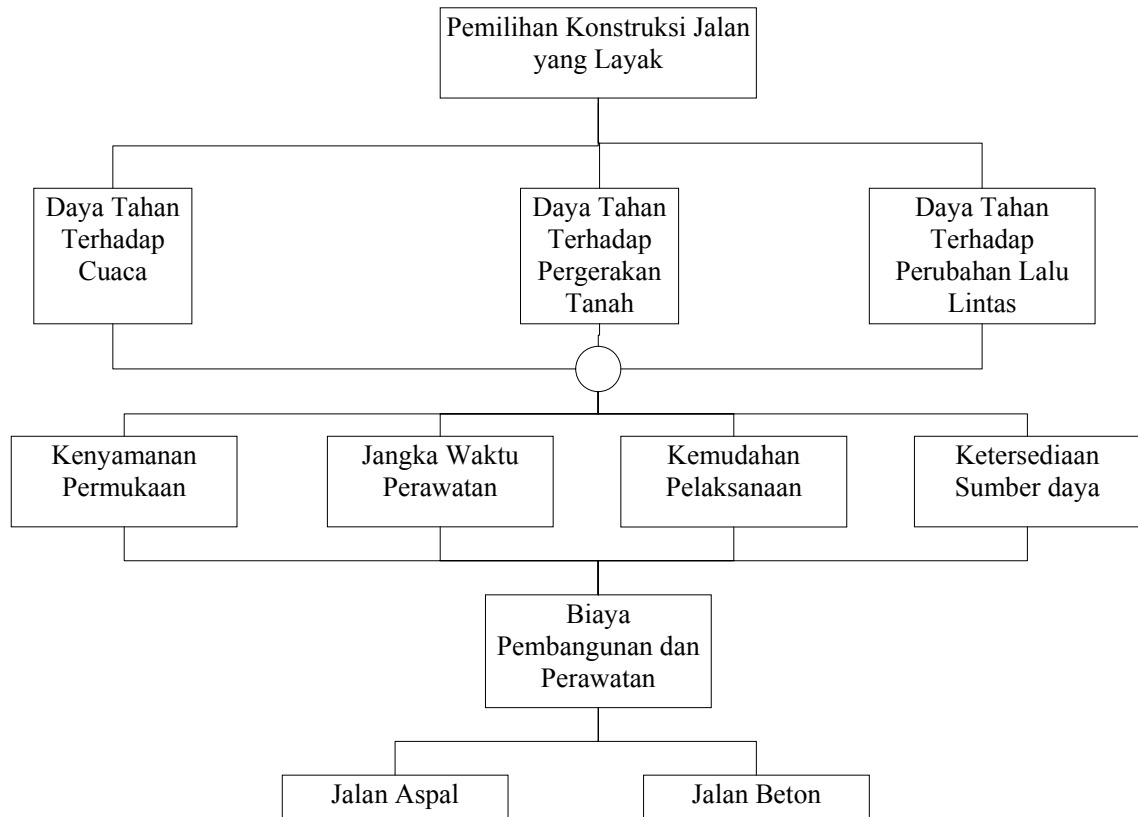 Pemilihan Konstruksi Jalan
yang Layak
Daya Tahan
Terhadap
Cuaca
Daya Tahan
Terhadap
Pergerakan
Tanah
Daya Tahan
Terhadap
Perubahan Lalu
Lintas
Kenyamanan
Permukaan
Jangka Waktu
Perawatan
Kemudahan
Pelaksanaan
Ketersediaan
Sumber daya
Biaya
Pembangunan dan
Perawatan
Jalan Aspal
Jalan Beton